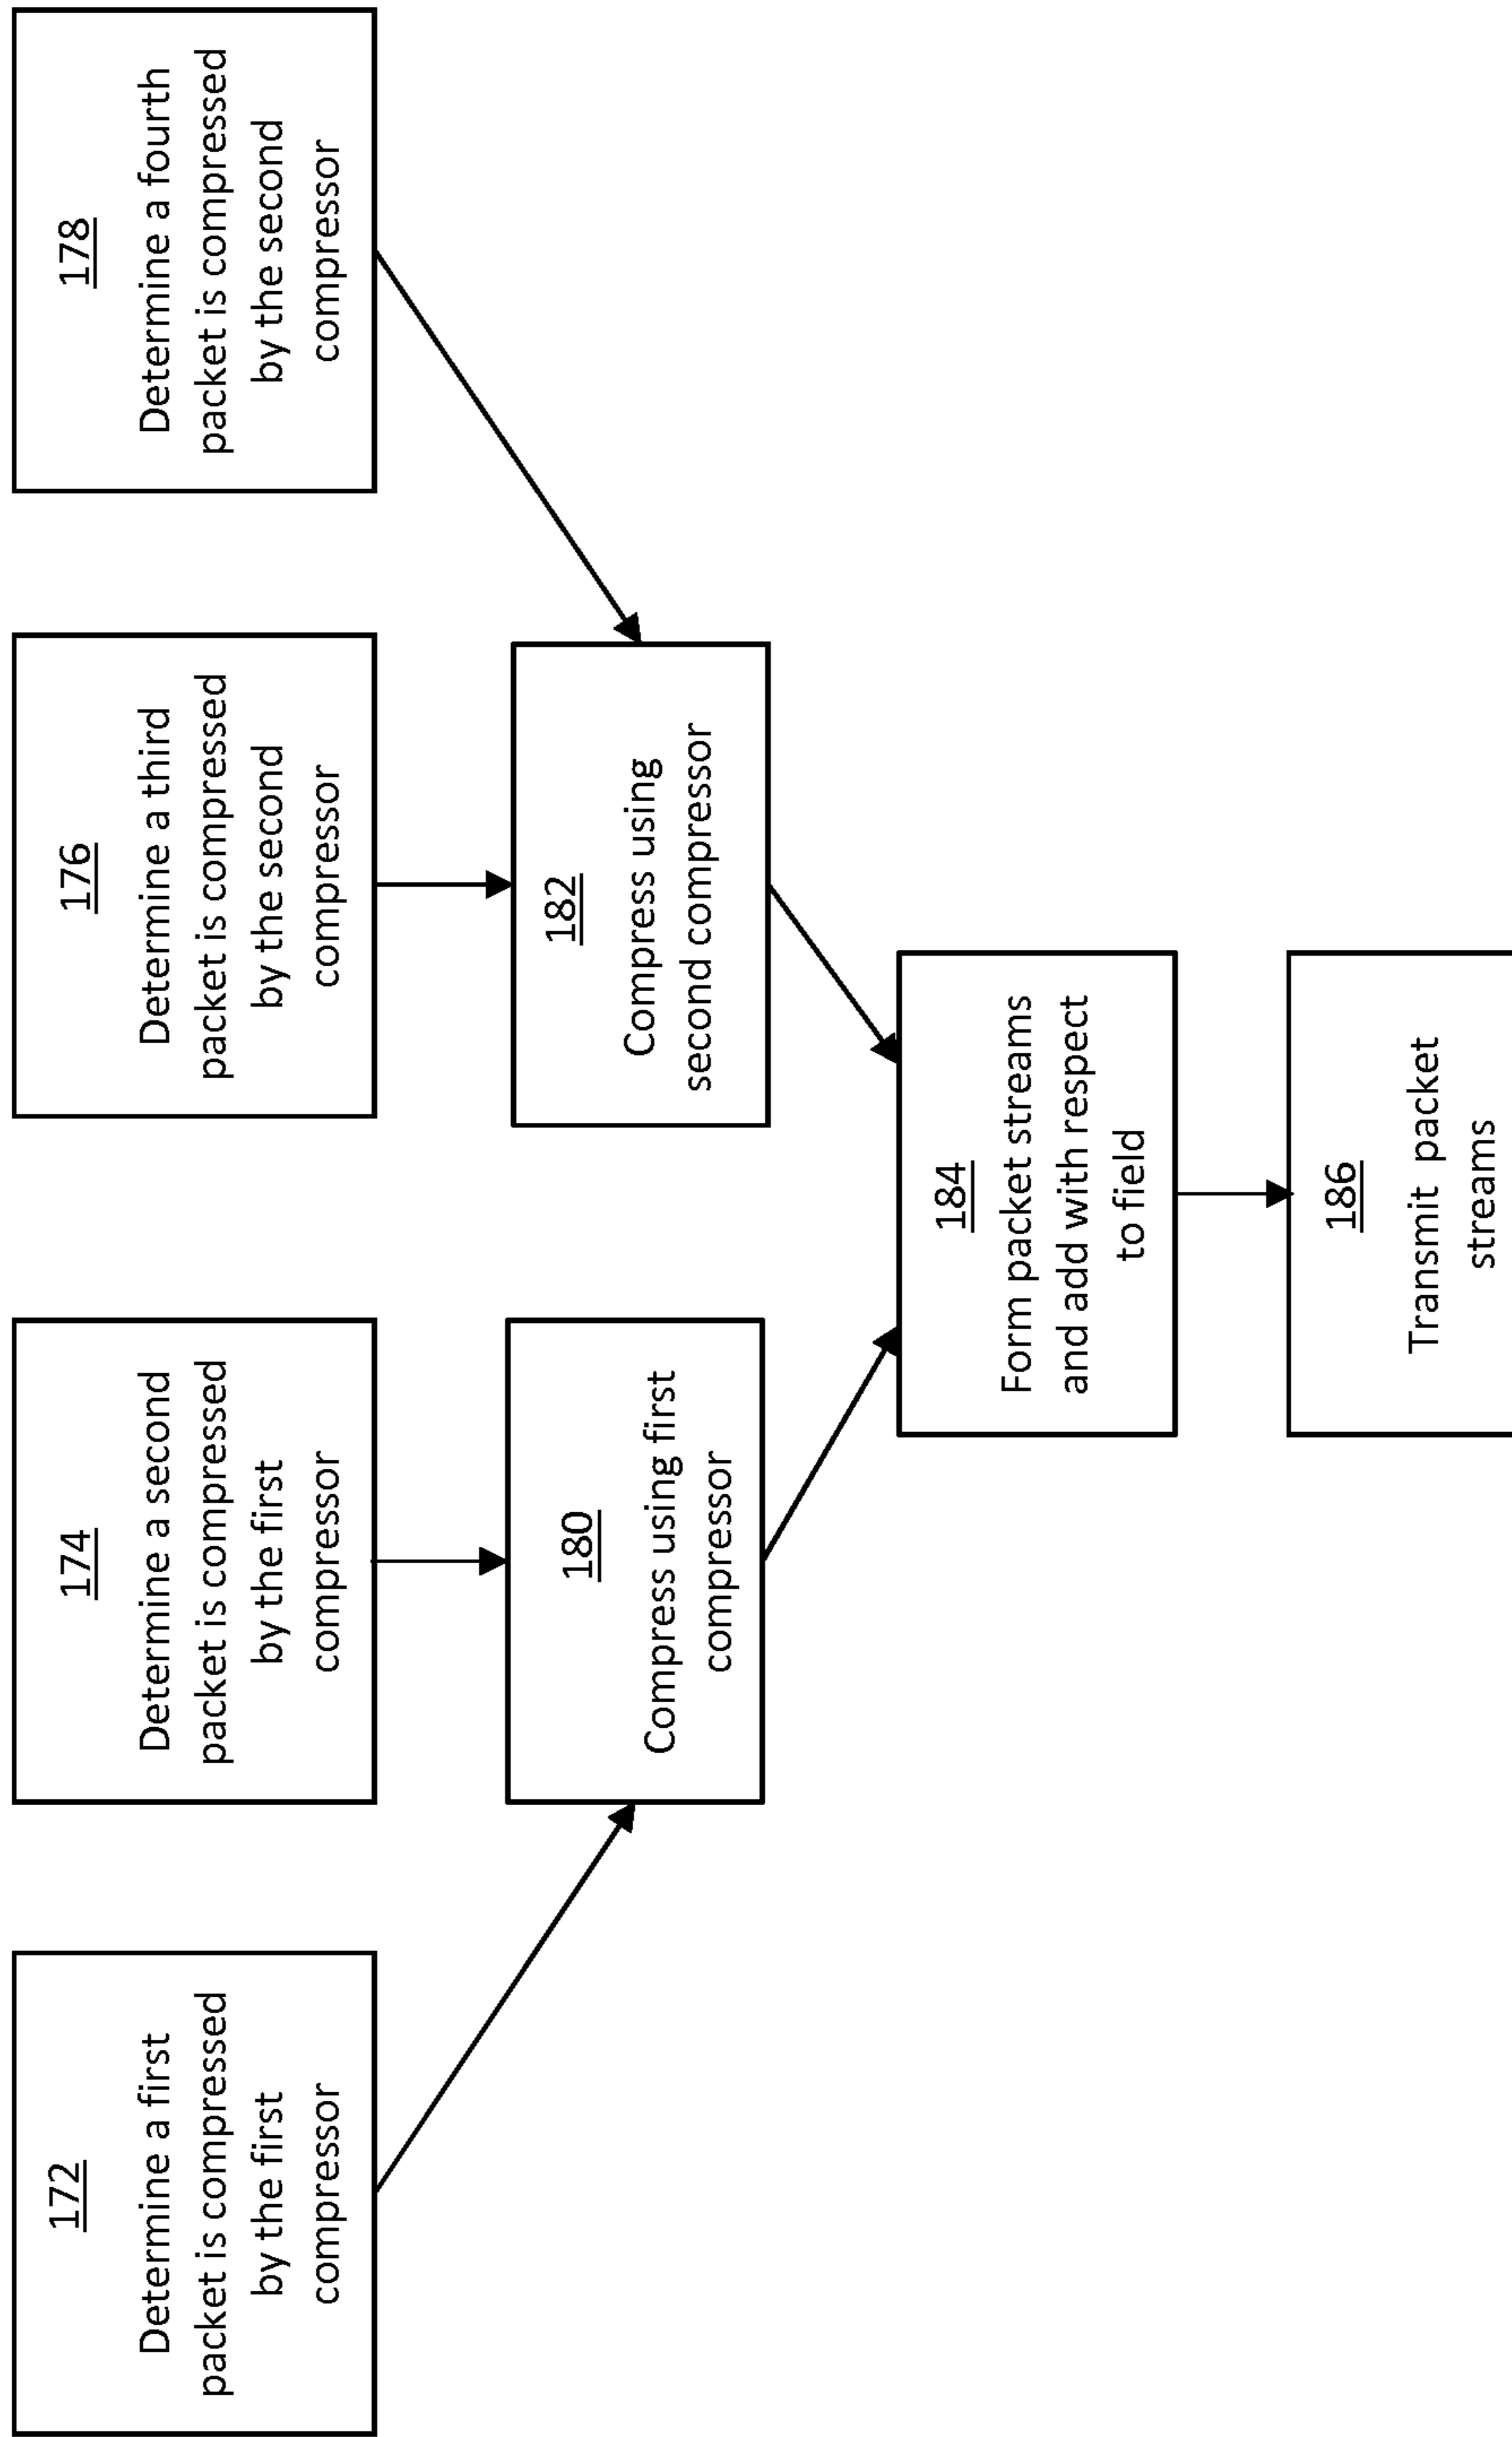 172
Determine a first
packet is compressed
by the first
compressor
174
Determine a second
packet is compressed
by the first
compressor
176
Determine a third
packet is compressed
by the second
compressor
178
Determine a fourth
packet is compressed
by the second
compressor
180
Compress using first
compressor
182
Compress using
second compressor
184
Form packet streams
and add with respect
to field
186
Transmit packet
streams